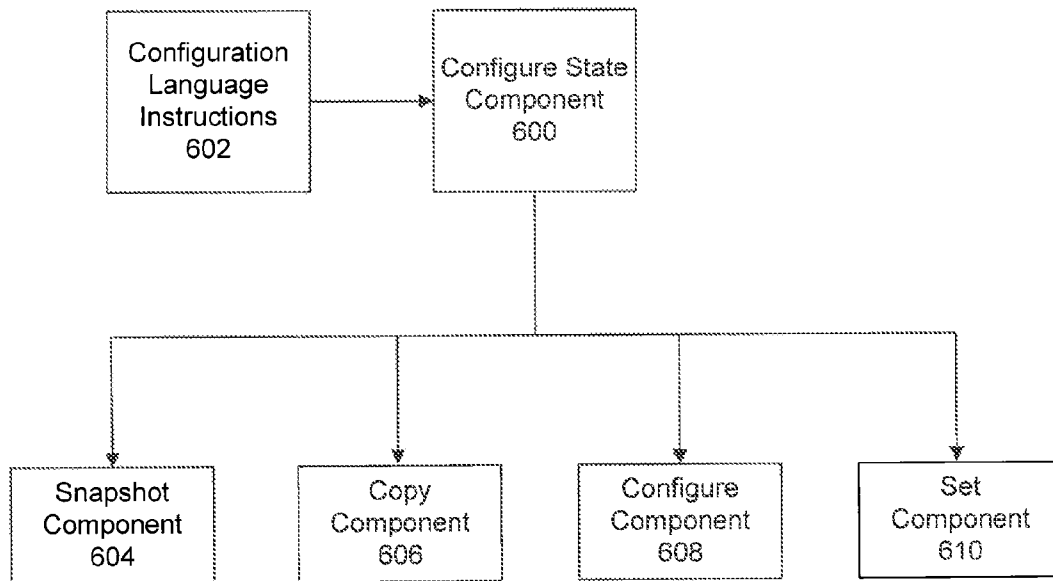 Configuration
Language
Instructions
602
Configure State
Component
600
Snapshot
Component
604
Copy
Component
606
Configure
Component
608
Set
Component
610